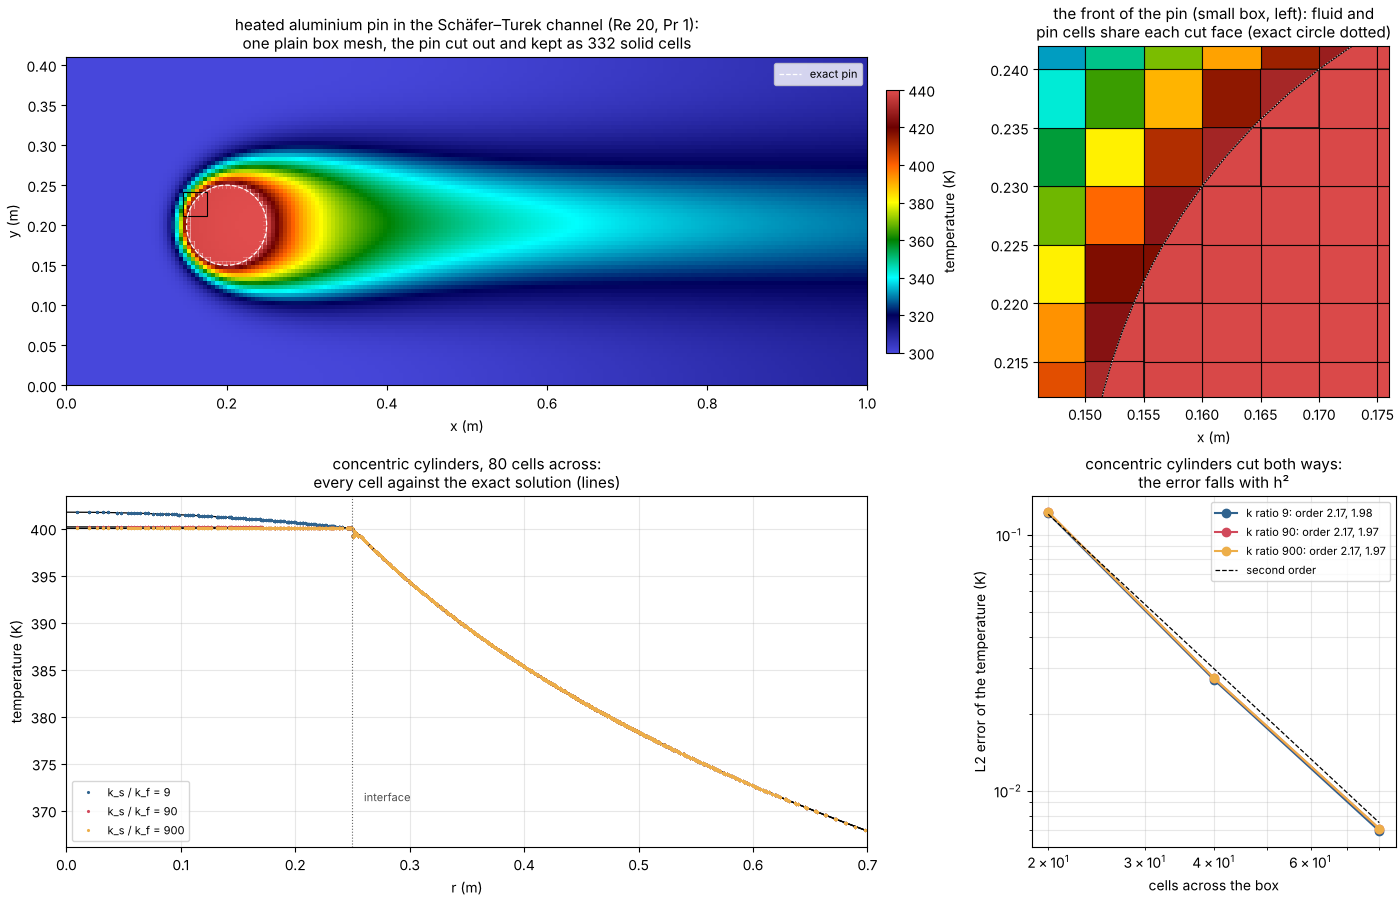 heated aluminium pin in the Schäfer–Turek channel (Re 20, Pr 1):
one plain box mesh, the pin cut out and kept as 332 solid cells
exact pin
0.40
0.35
0.30
0.25
0.20
0.15
0.10
0.05
0.00
y (m)
0.0
0.2
0.4
0.6
0.8
1.0
x (m)
440
420
400
380
360
340
320
300
temperature (K)
the front of the pin (small box, left): fluid and
pin cells share each cut face (exact circle dotted)
0.240
0.235
0.230
0.225
0.220
0.215
0.150
0.155
0.160
0.165
0.170
0.175
x (m)
concentric cylinders, 80 cells across:
every cell against the exact solution (lines)
400
395
390
385
380
375
370
temperature (K)
interface
k_s / k_f = 9
k_s / k_f = 90
k_s / k_f = 900
0.0
0.1
0.2
0.3
0.4
0.5
0.6
0.7
r (m)
concentric cylinders cut both ways:
the error falls with h²
k ratio 9: order 2.17, 1.98
k ratio 90: order 2.17, 1.97
k ratio 900: order 2.17, 1.97
second order
10⁻¹
10⁻²
L2 error of the temperature (K)
2 × 10¹
3 × 10¹
4 × 10¹
6 × 10¹
cells across the box